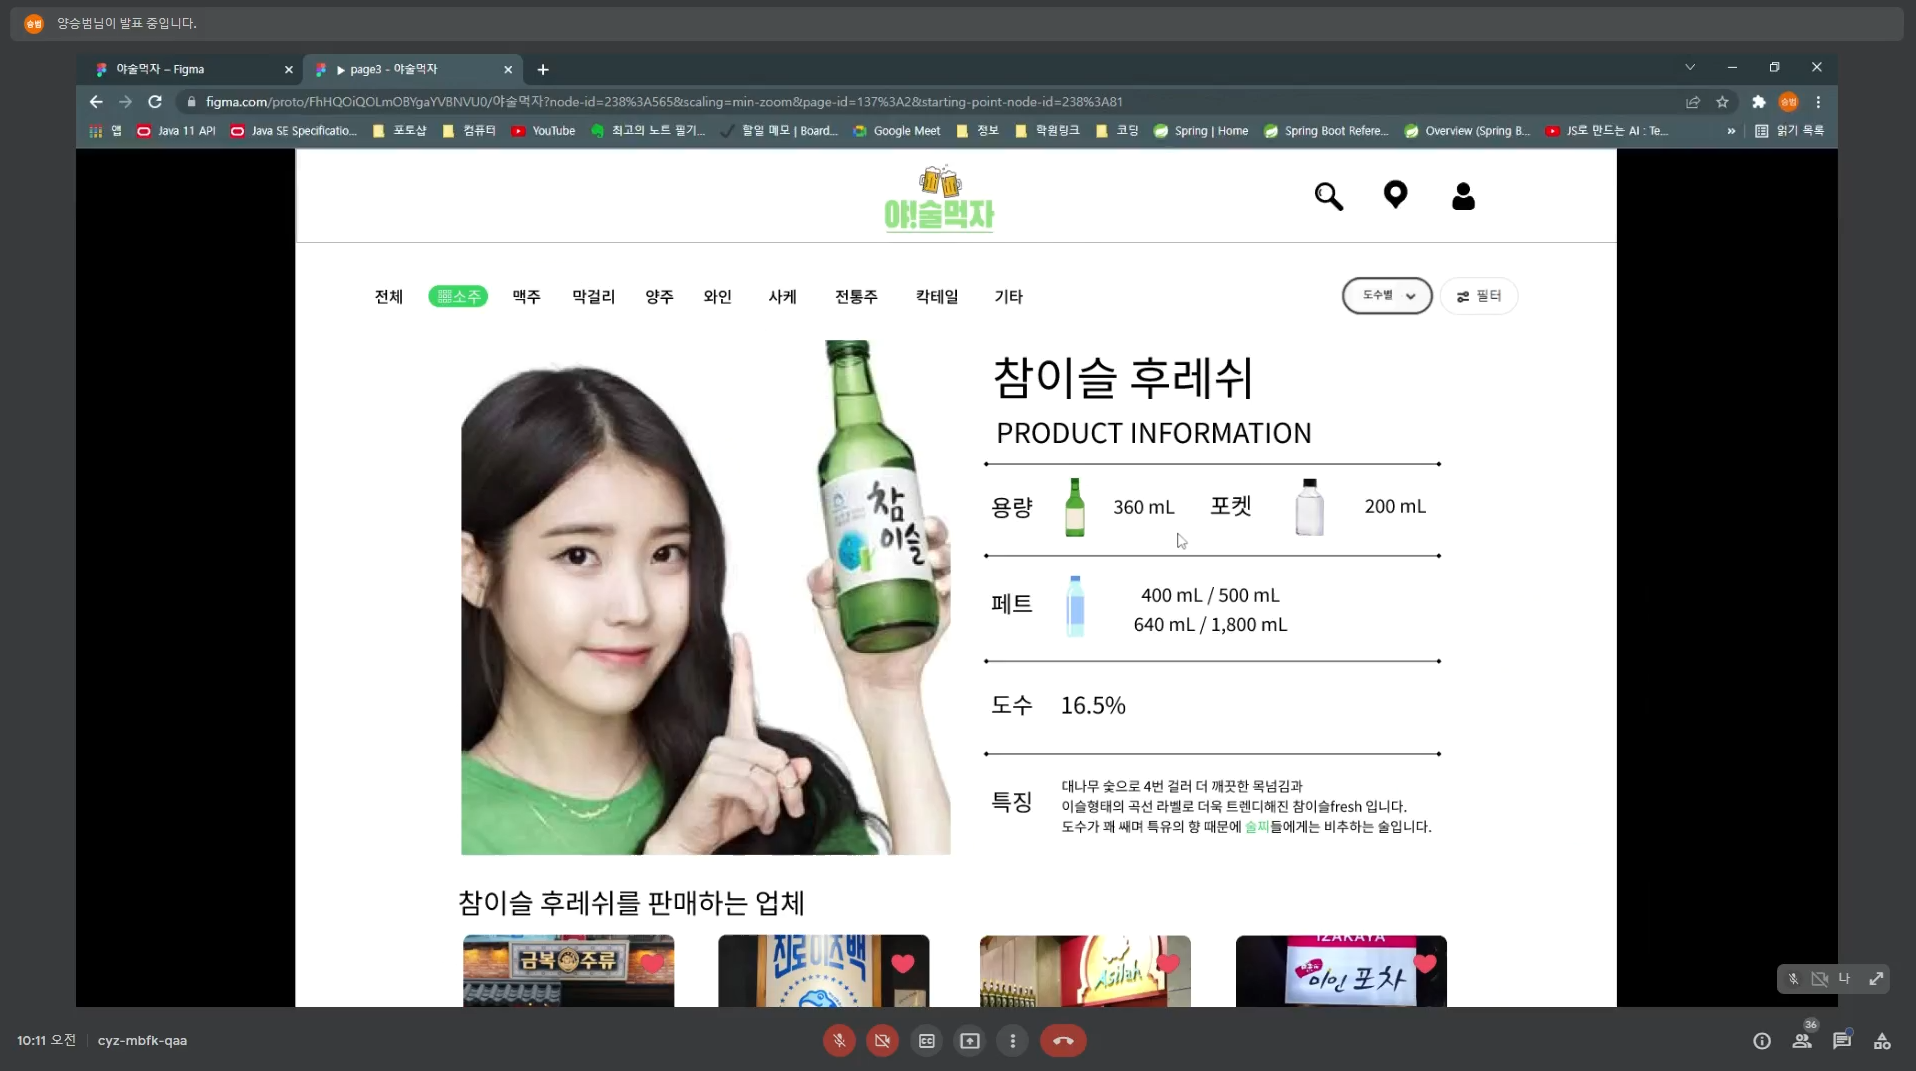 승범 양승범님이 발표 중입니다.
야술먹자 – Figma
page3 - 야술먹자
figma.com/proto/FhHQOiQOLmOBYgaYVBNVU0/야술먹자?node-id=238%3A565&scaling=min-zoom&page-id=137%3A2&starting-point-node-id=238%3A81
승범
앱 Java 11 API Java SE Specificatio... 포토샵 컴퓨터 YouTube 최고의 노트 필기... 할일 메모 | Board... Google Meet 정보 학원링크 코딩 Spring | Home Spring Boot Refere... Overview (Spring B... JS로 만드는 AI : Te... » 읽기 목록
야!술먹자
전체 소주 맥주 막걸리 양주 와인 사케 전통주 칵테일 기타 도수별 필터
참이슬 후레쉬
PRODUCT INFORMATION
참이슬
용량 360 mL 포켓 200 mL
페트 400 mL / 500 mL
640 mL / 1,800 mL
도수 16.5%
특징 대나무 숯으로 4번 걸러 더 깨끗한 목넘김과
이슬형태의 곡선 라벨로 더욱 트렌디해진 참이슬fresh 입니다.
도수가 꽤 쌔며 특유의 향 때문에 술찌들에게는 비추하는 술입니다.
참이슬 후레쉬를 판매하는 업체
금복주류
진로이즈백
Asilah
IZAKAYA
미인포차
나
10:11 오전 cyz-mbfk-qaa
36